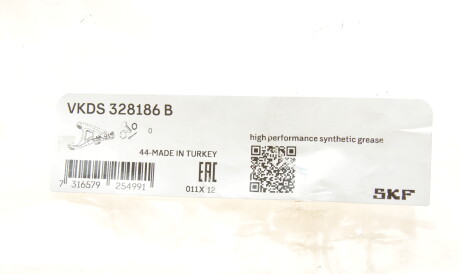 VKDS 328186 B
0
high performance synthetic grease
44-MADE IN TURKEY
EAC
7 316579 254991
011X 12
SKF